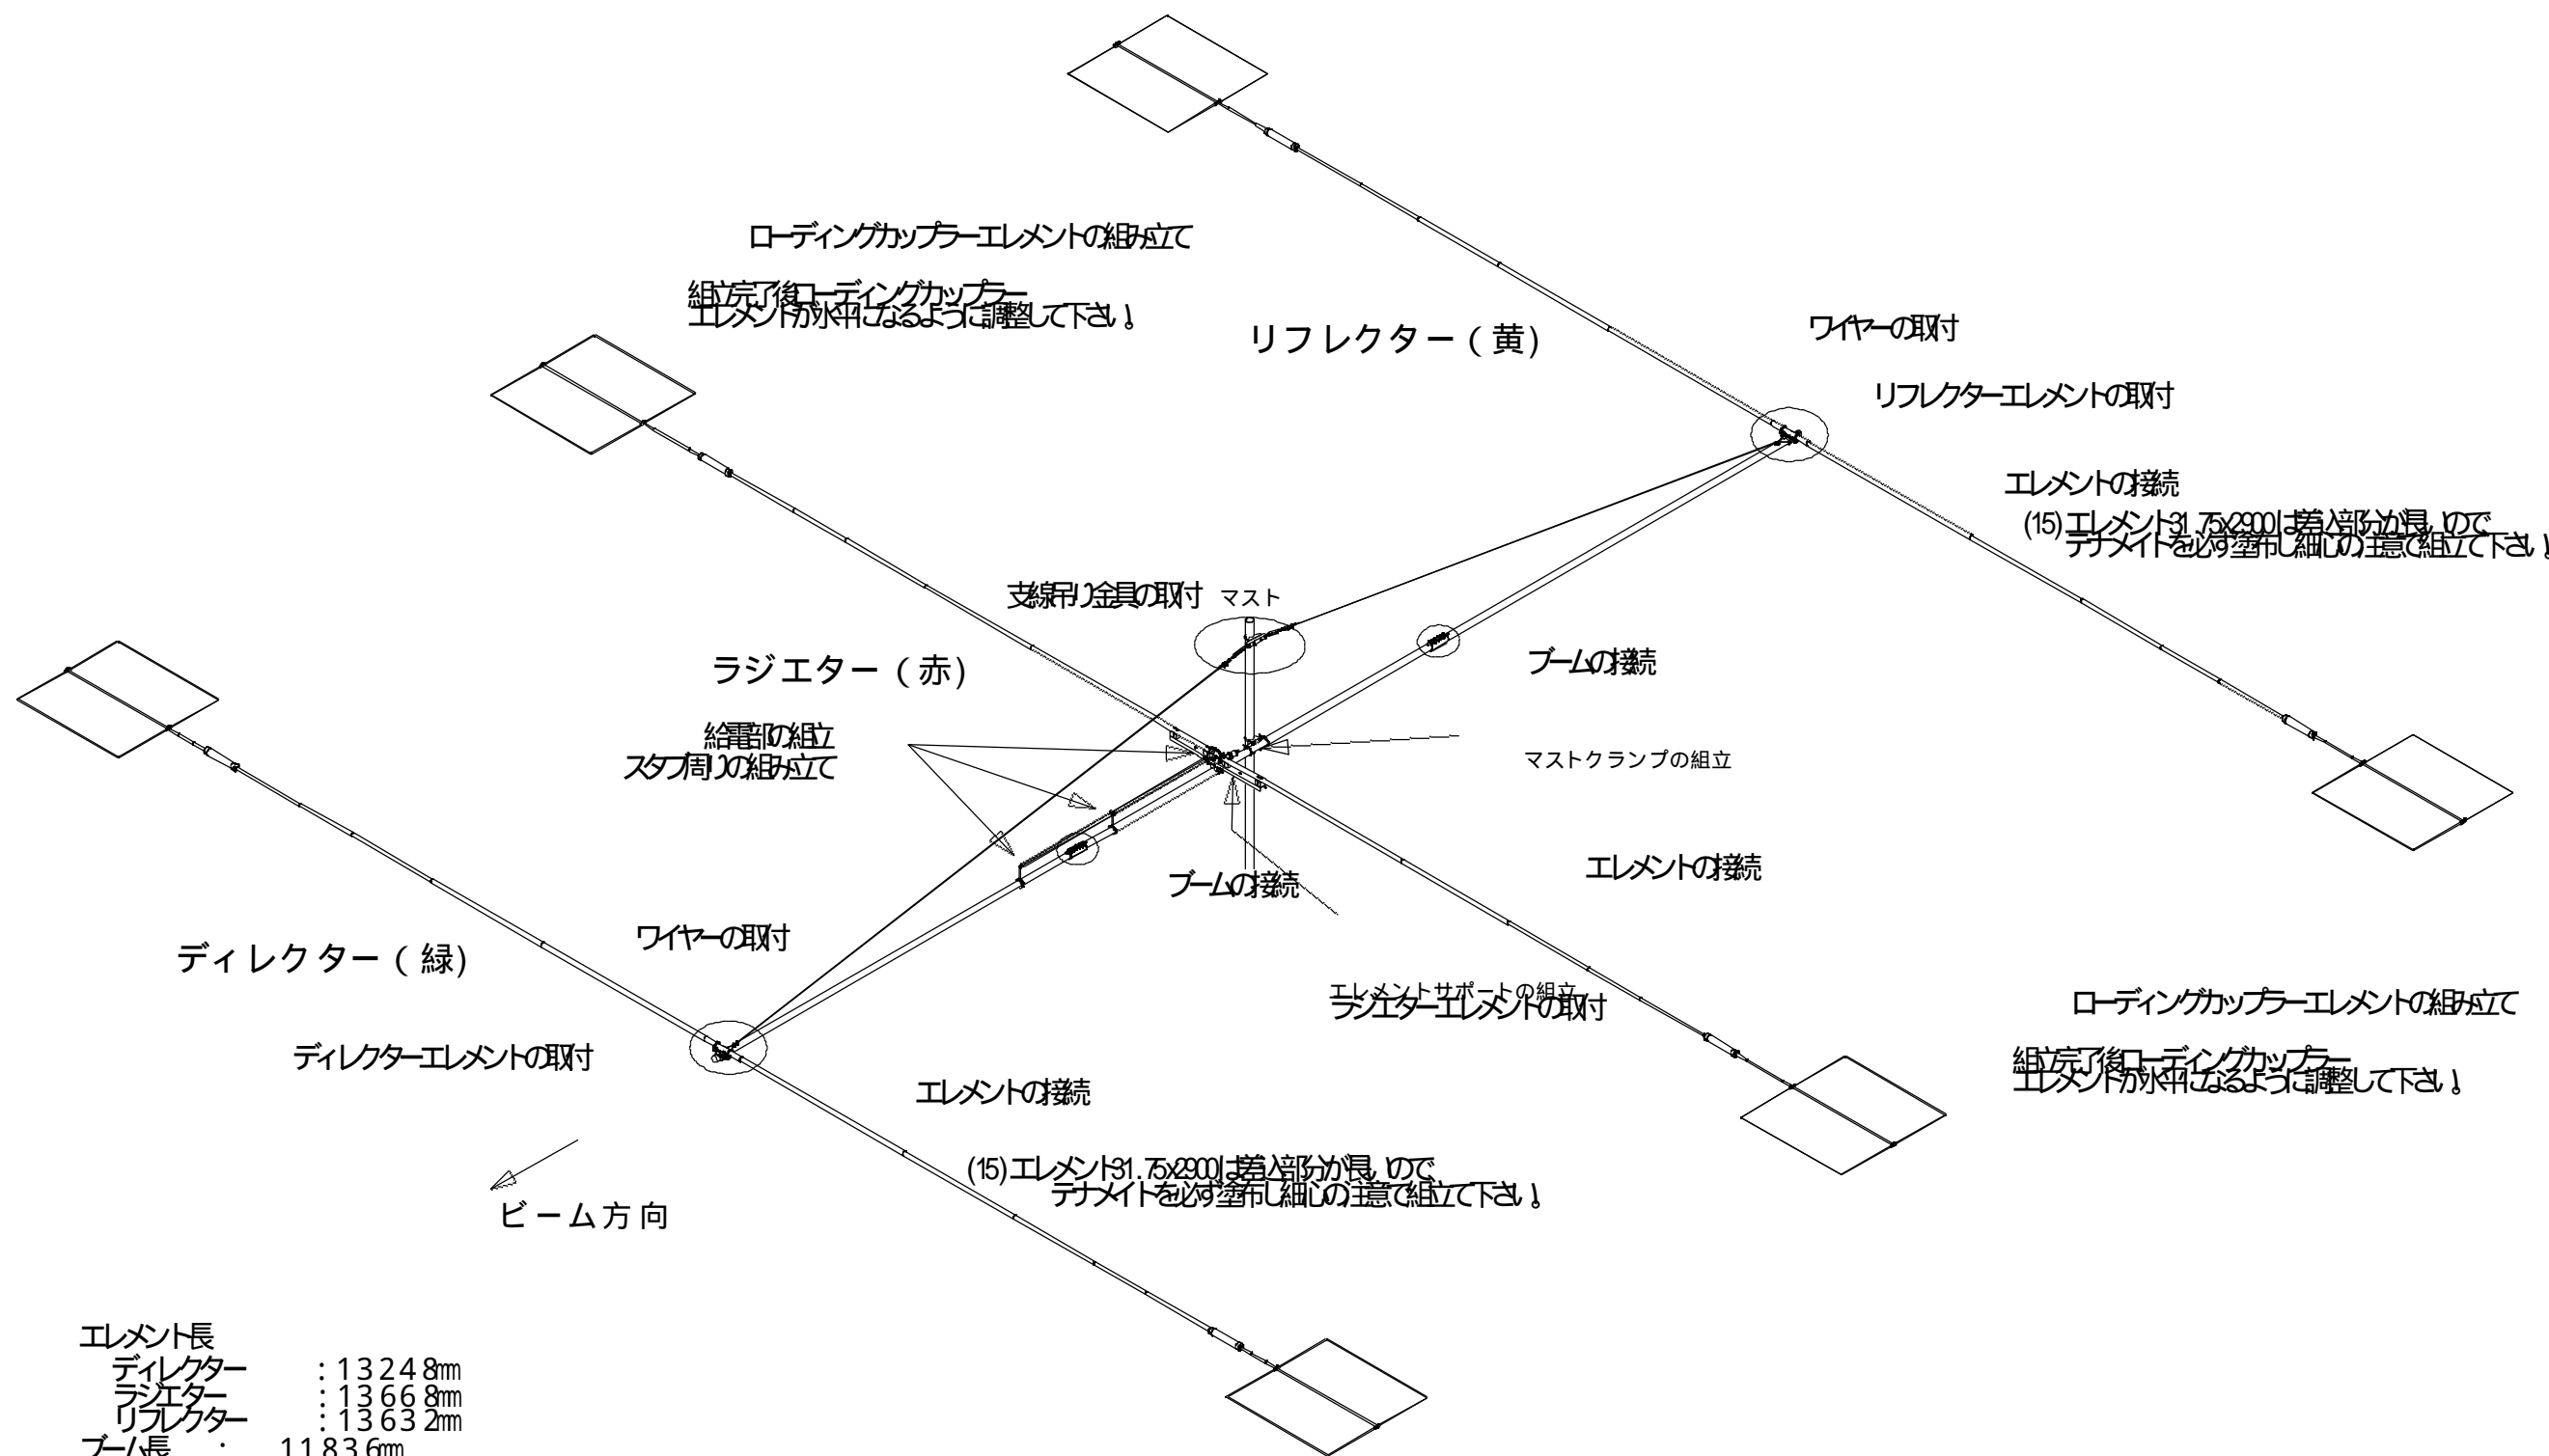 ローディングカップラーエレメントの組み立て
組立完了後ローディングカップラー
エレメントが水平になるように調整して下さい。
リフレクター(黄)
ワイヤーの取付
リフレクターエレメントの取付
エレメントの接続
(15)エレメント31.75x2900は差込部分が長いので
テナメイトを必ず塗布し細心の注意で組立て下さい。
支線吊り金具の取付
マスト
ラジエター(赤)
ブームの接続
給電部の組立
スタブ周りの組み立て
マストクランプの組立
エレメントの接続
ブームの接続
ワイヤーの取付
ディレクター(緑)
エレメントサポートの組立
ラジエターエレメントの取付
ローディングカップラーエレメントの組み立て
組立完了後ローディングカップラー
エレメントが水平になるように調整して下さい。
ディレクターエレメントの取付
エレメントの接続
(15)エレメント31.75x2900は差込部分が長いので
テナメイトを必ず塗布し細心の注意で組立て下さい。
ビーム方向
エレメント長
ディレクター :13248㎜
ラジエター :13668㎜
リフレクター :13632㎜
ブーム長 : 11836㎜